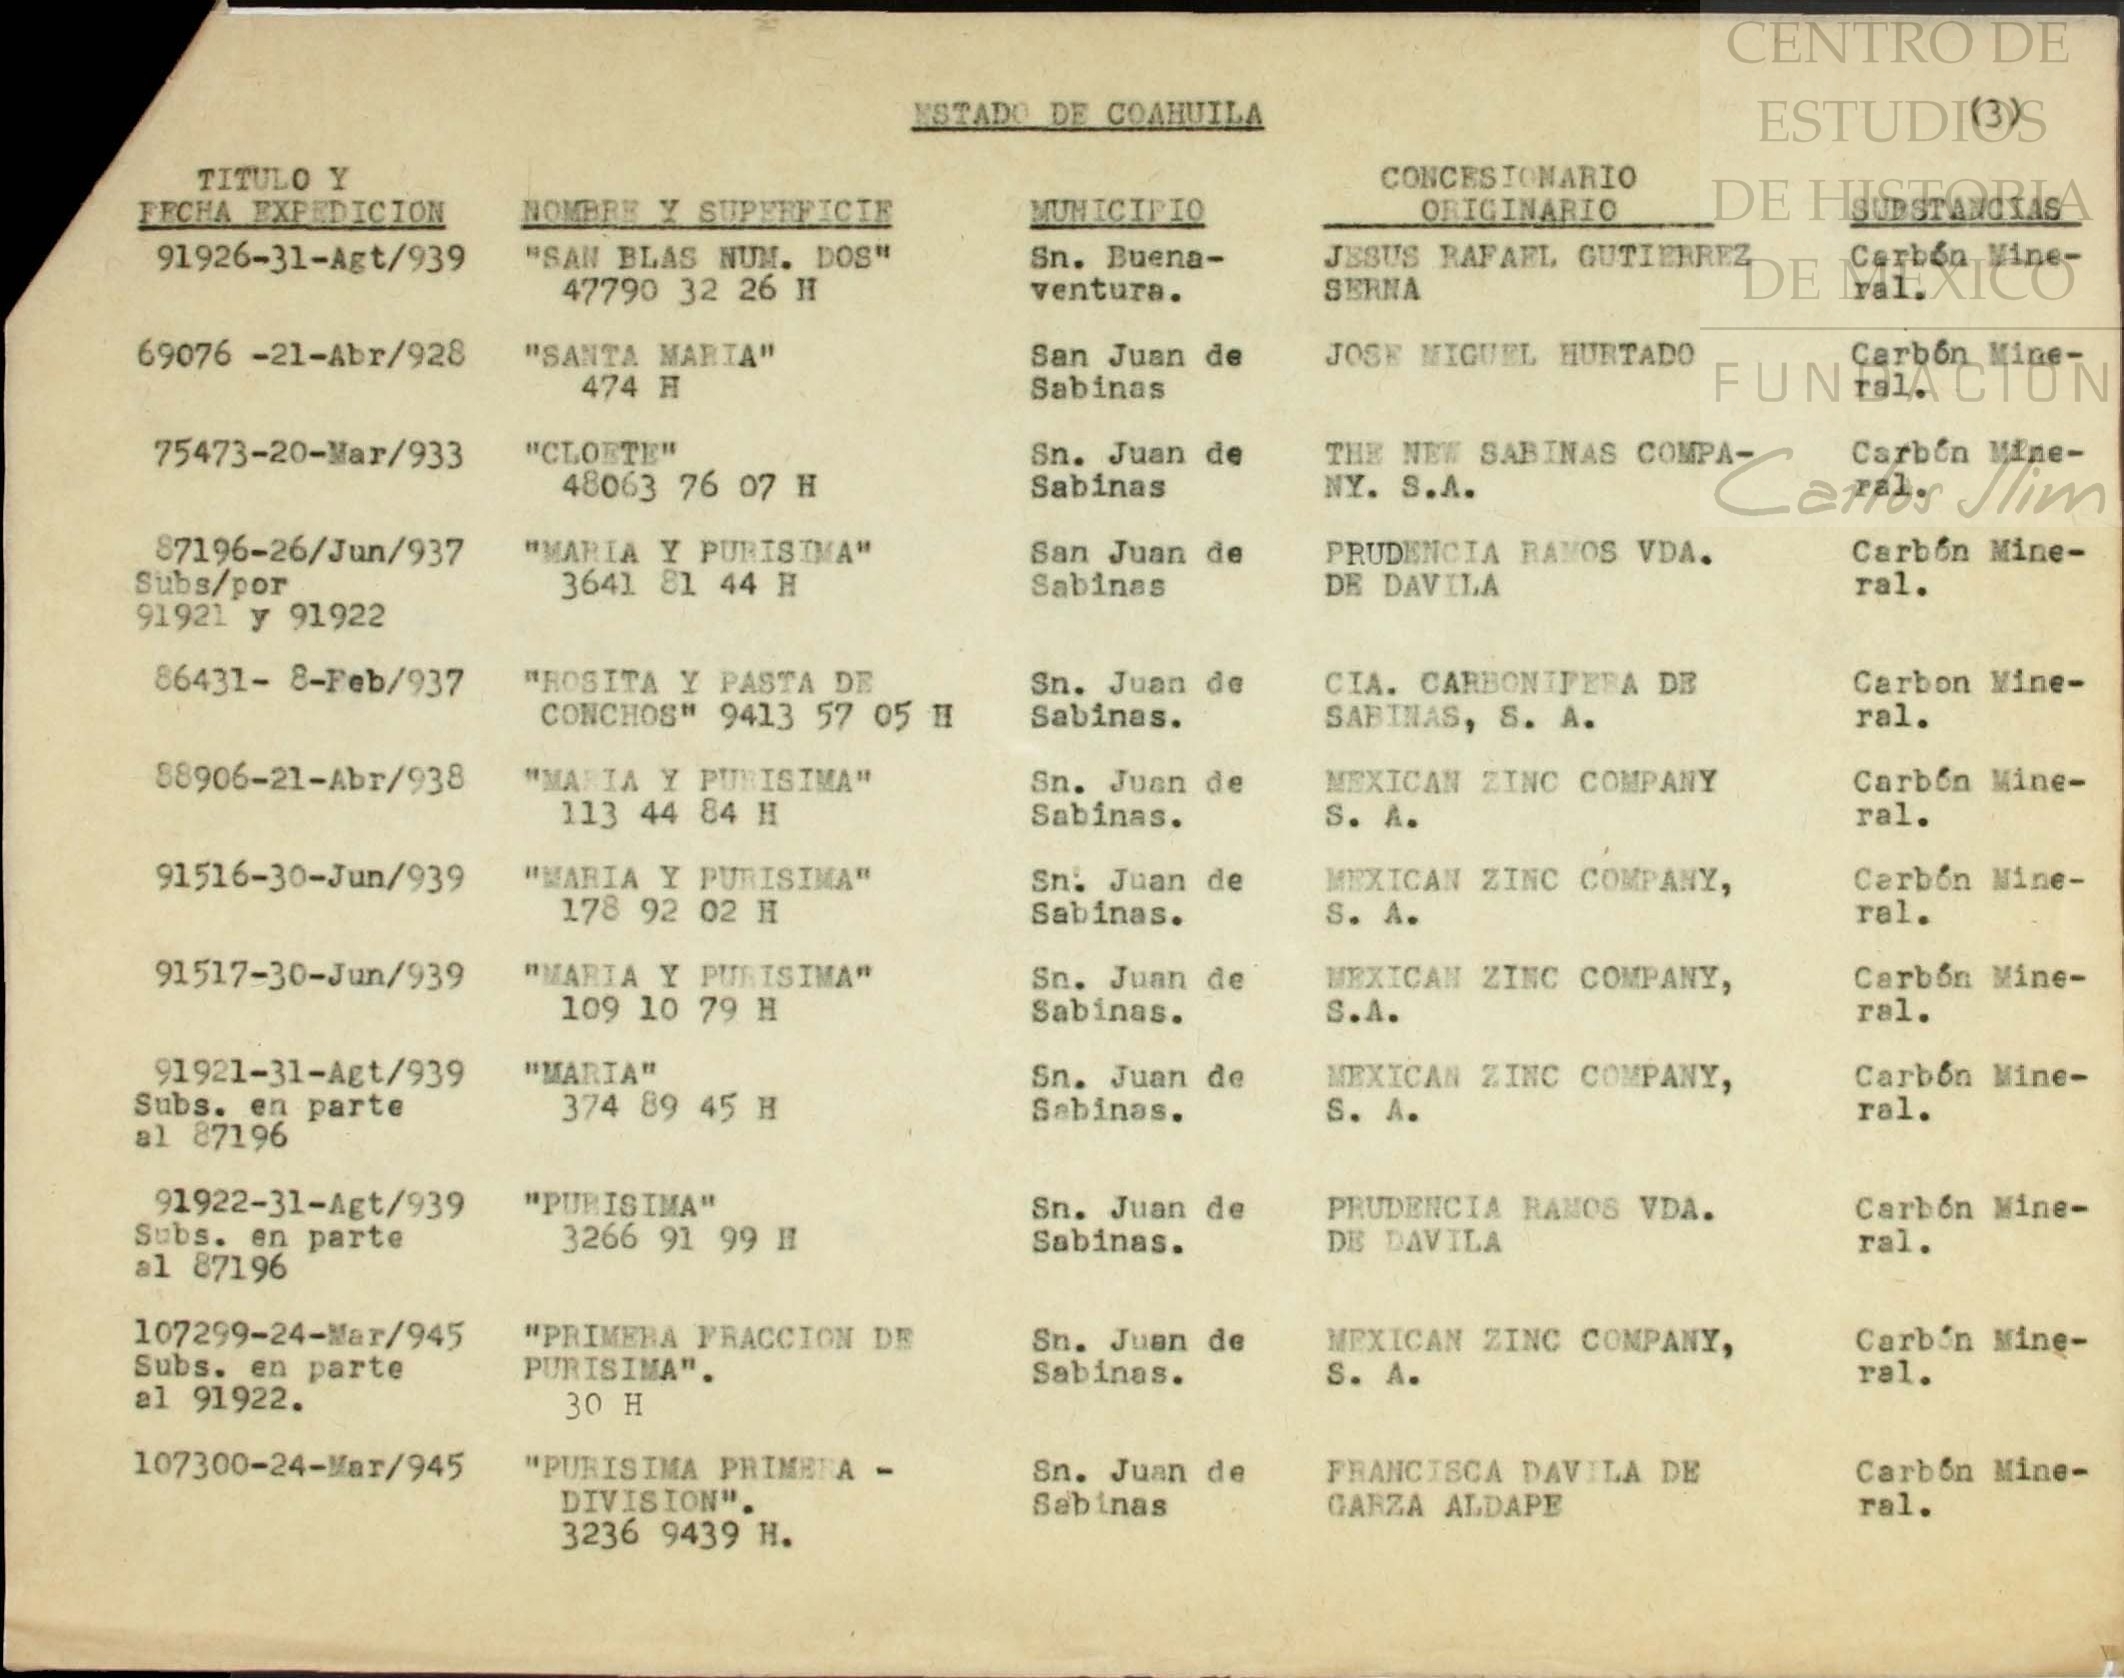 CENTRO DE
ESTUDIOS
DE HISTORIA
DE MEXICO
FUNDACION
Carlos Slim
ESTADO DE COAHUILA (3)
TITULO Y CONCESIONARIO
FECHA EXPEDICION NOMBRE Y SUPERFICIE MUNICIPIO ORIGINARIO SUBSTANCIAS
91926-31-Agt/939 "SAN BLAS NUM. DOS" Sn. Buena- JESUS RAFAEL GUTIERREZ Carbón Mine-
47790 32 26 H ventura. SERNA ral.
69076 -21-Abr/928 "SANTA MARIA" San Juan de JOSE MIGUEL HURTADO Carbón Mine-
474 H Sabinas ral.
75473-20-Mar/933 "CLOETE" Sn. Juan de THE NEW SABINAS COMPA- Carbón Mine-
48063 76 07 H Sabinas NY. S.A. ral.
87196-26/Jun/937 "MARIA Y PURISIMA" San Juan de PRUDENCIA RAMOS VDA. Carbón Mine-
Subs/por 3641 81 44 H Sabinas DE DAVILA ral.
91921 y 91922
86431- 8-Feb/937 "ROSITA Y PASTA DE Sn. Juan de CIA. CARBONIFERA DE Carbon Mine-
CONCHOS" 9413 57 05 H Sabinas. SABINAS, S. A. ral.
88906-21-Abr/938 "MARIA Y PURISIMA" Sn. Juan de MEXICAN ZINC COMPANY Carbón Mine-
113 44 84 H Sabinas. S. A. ral.
91516-30-Jun/939 "MARIA Y PURISIMA" Sn. Juan de MEXICAN ZINC COMPANY, Carbón Mine-
178 92 02 H Sabinas. S. A. ral.
91517-30-Jun/939 "MARIA Y PURISIMA" Sn. Juan de MEXICAN ZINC COMPANY, Carbón Mine-
109 10 79 H Sabinas. S.A. ral.
91921-31-Agt/939 "MARIA" Sn. Juan de MEXICAN ZINC COMPANY, Carbón Mine-
Subs. en parte 374 89 45 H Sabinas. S. A. ral.
al 87196
91922-31-Agt/939 "PURISIMA" Sn. Juan de PRUDENCIA RAMOS VDA. Carbón Mine-
Subs. en parte 3266 91 99 H Sabinas. DE DAVILA ral.
al 87196
107299-24-Mar/945 "PRIMERA FRACCION DE Sn. Juan de MEXICAN ZINC COMPANY, Carbón Mine-
Subs. en parte PURISIMA". Sabinas. S. A. ral.
al 91922. 30 H
107300-24-Mar/945 "PURISIMA PRIMERA - Sn. Juan de FRANCISCA DAVILA DE Carbón Mine-
DIVISION". Sabinas GARZA ALDAPE ral.
3236 9439 H.